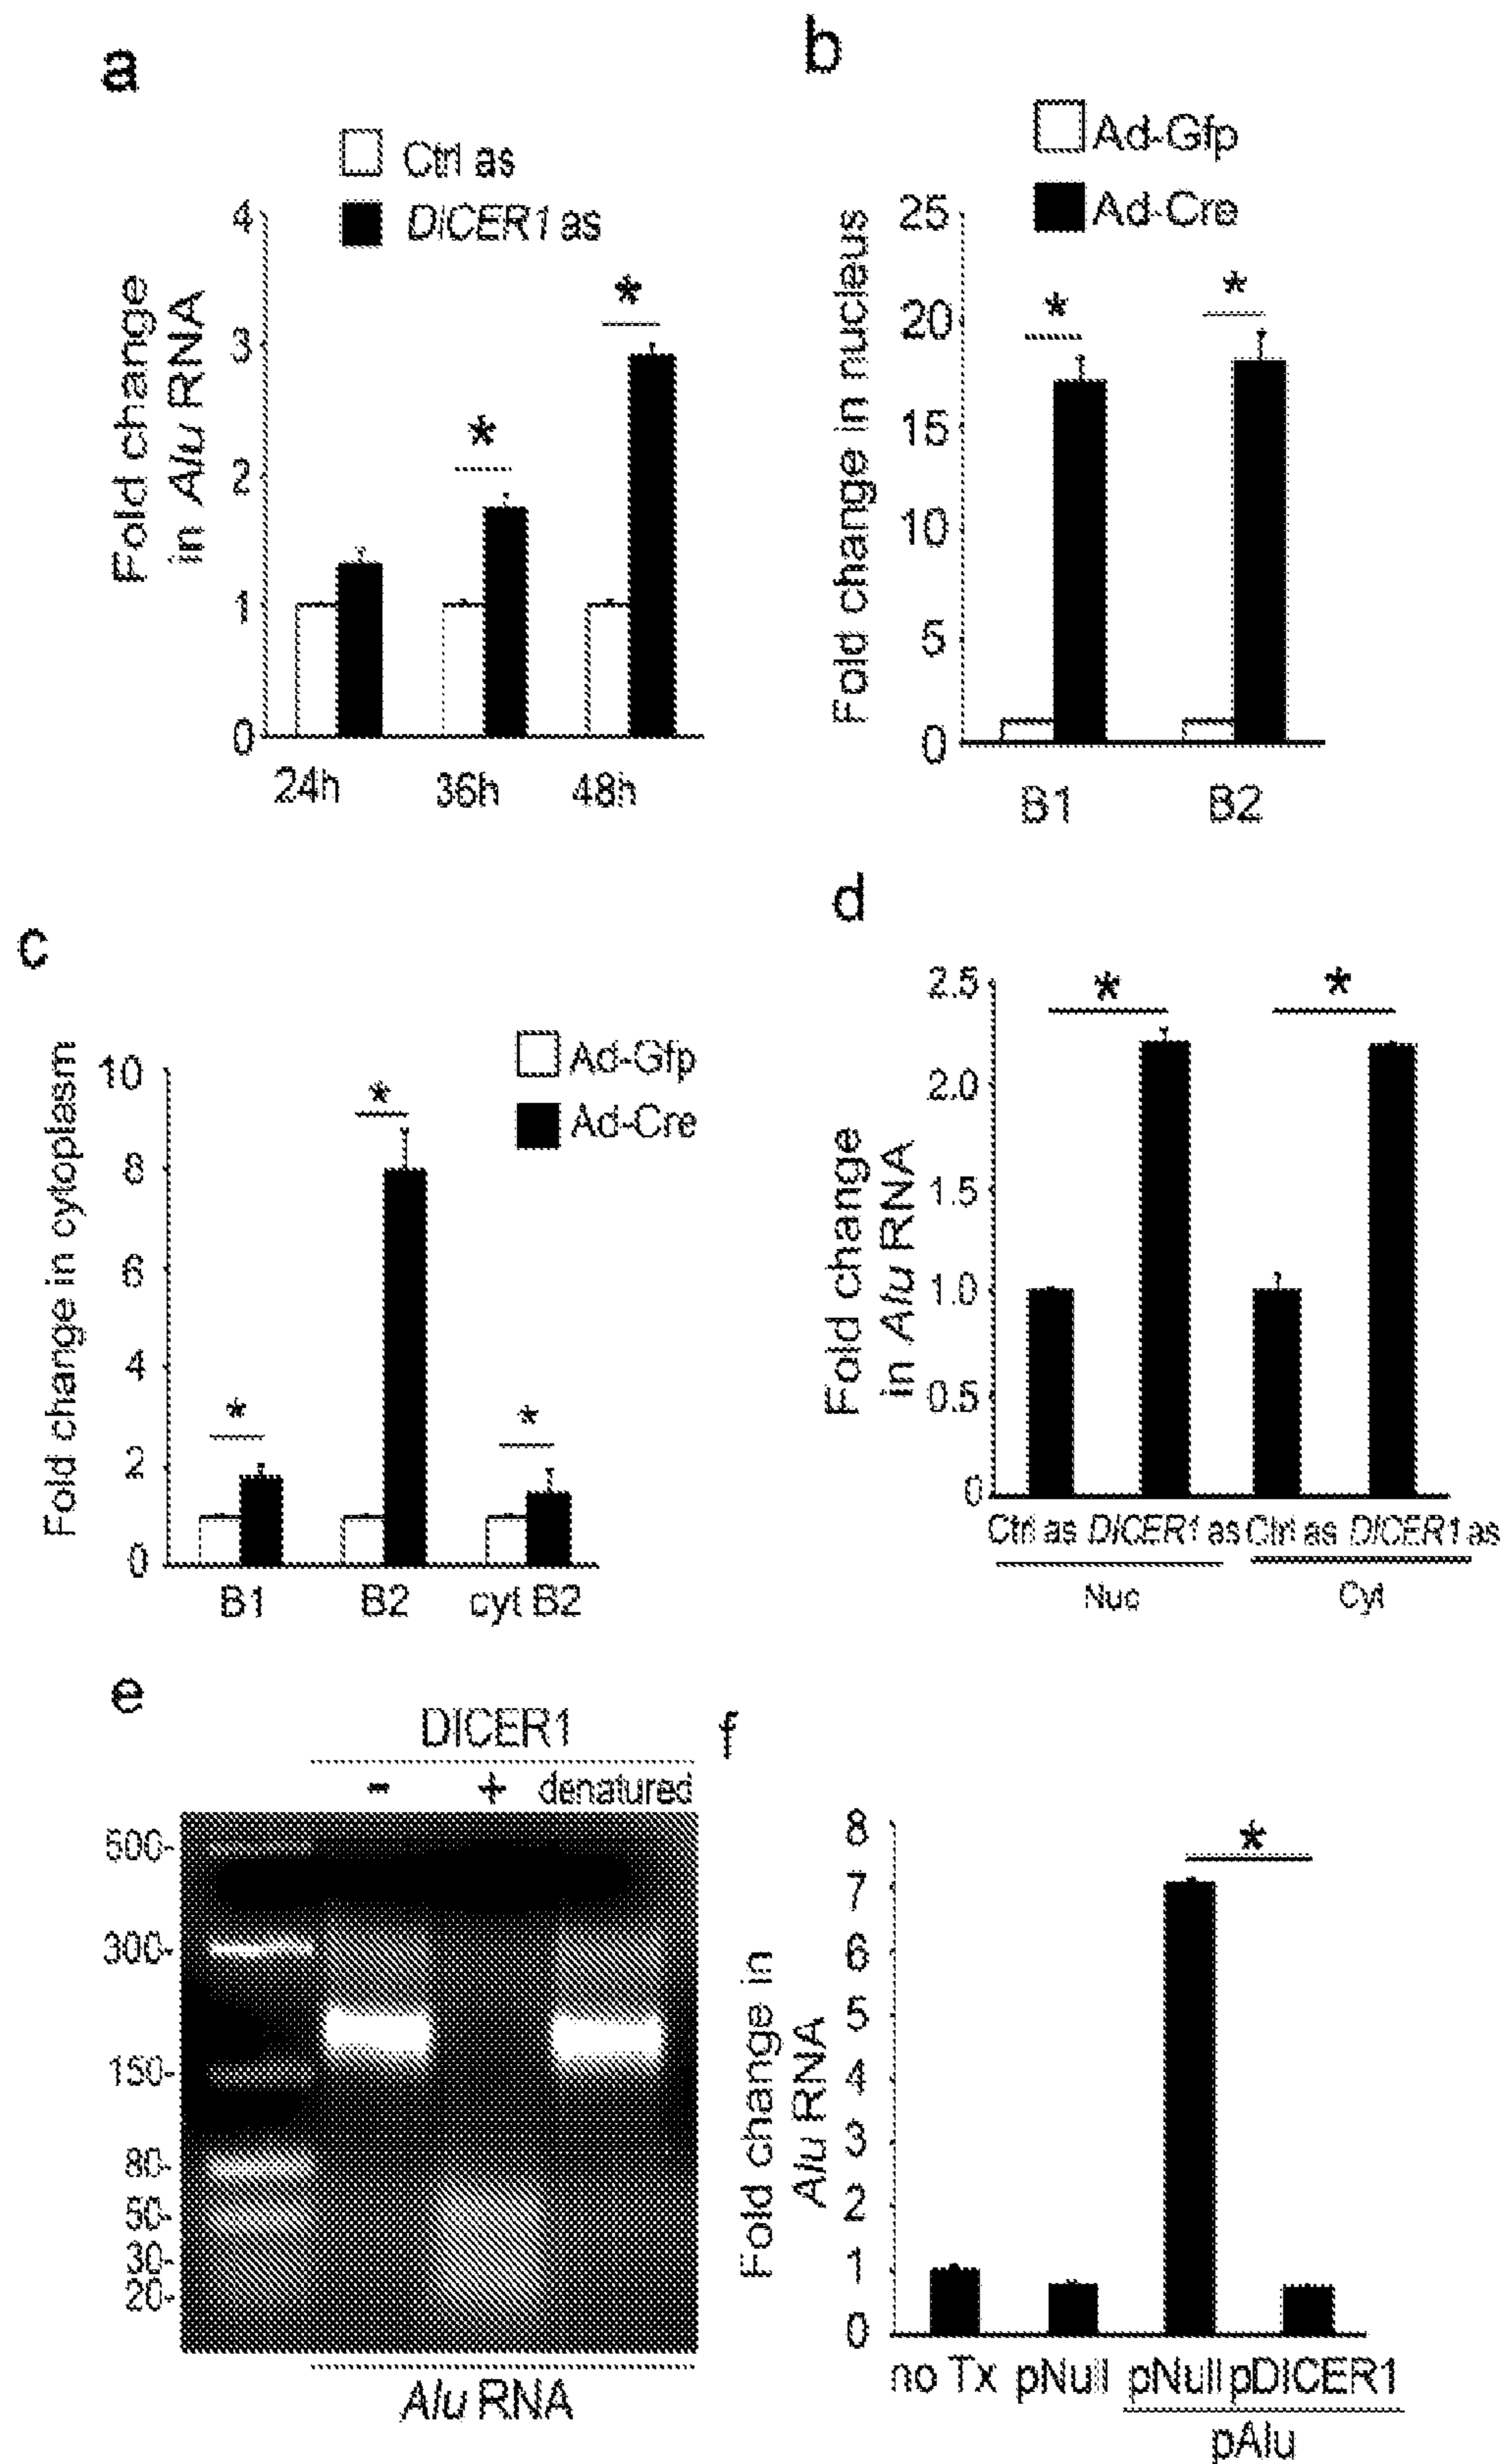 a
Ctrl as
DICER1 as
Fold change
in Alu RNA
4
3
2
1
0
*
*
24h
36h
48h
b
Ad-Gfp
Ad-Cre
Fold change in nucleus
25
20
15
10
5
0
*
*
B1
B2
c
Ad-Gfp
Ad-Cre
Fold change in cytoplasm
10
8
6
4
2
0
*
*
*
B1
B2
cyt B2
d
Fold change
in Alu RNA
2.5
2.0
1.5
1.0
0.5
0
*
*
Ctrl as DICER1 as Ctrl as DICER1 as
Nuc
Cyt
e
DICER1
- + denatured
500-
300-
150-
80-
50-
30-
20-
Alu RNA
f
Fold change in
Alu RNA
8
7
6
5
4
3
2
1
0
*
no Tx pNull pNull pDICER1
pAlu